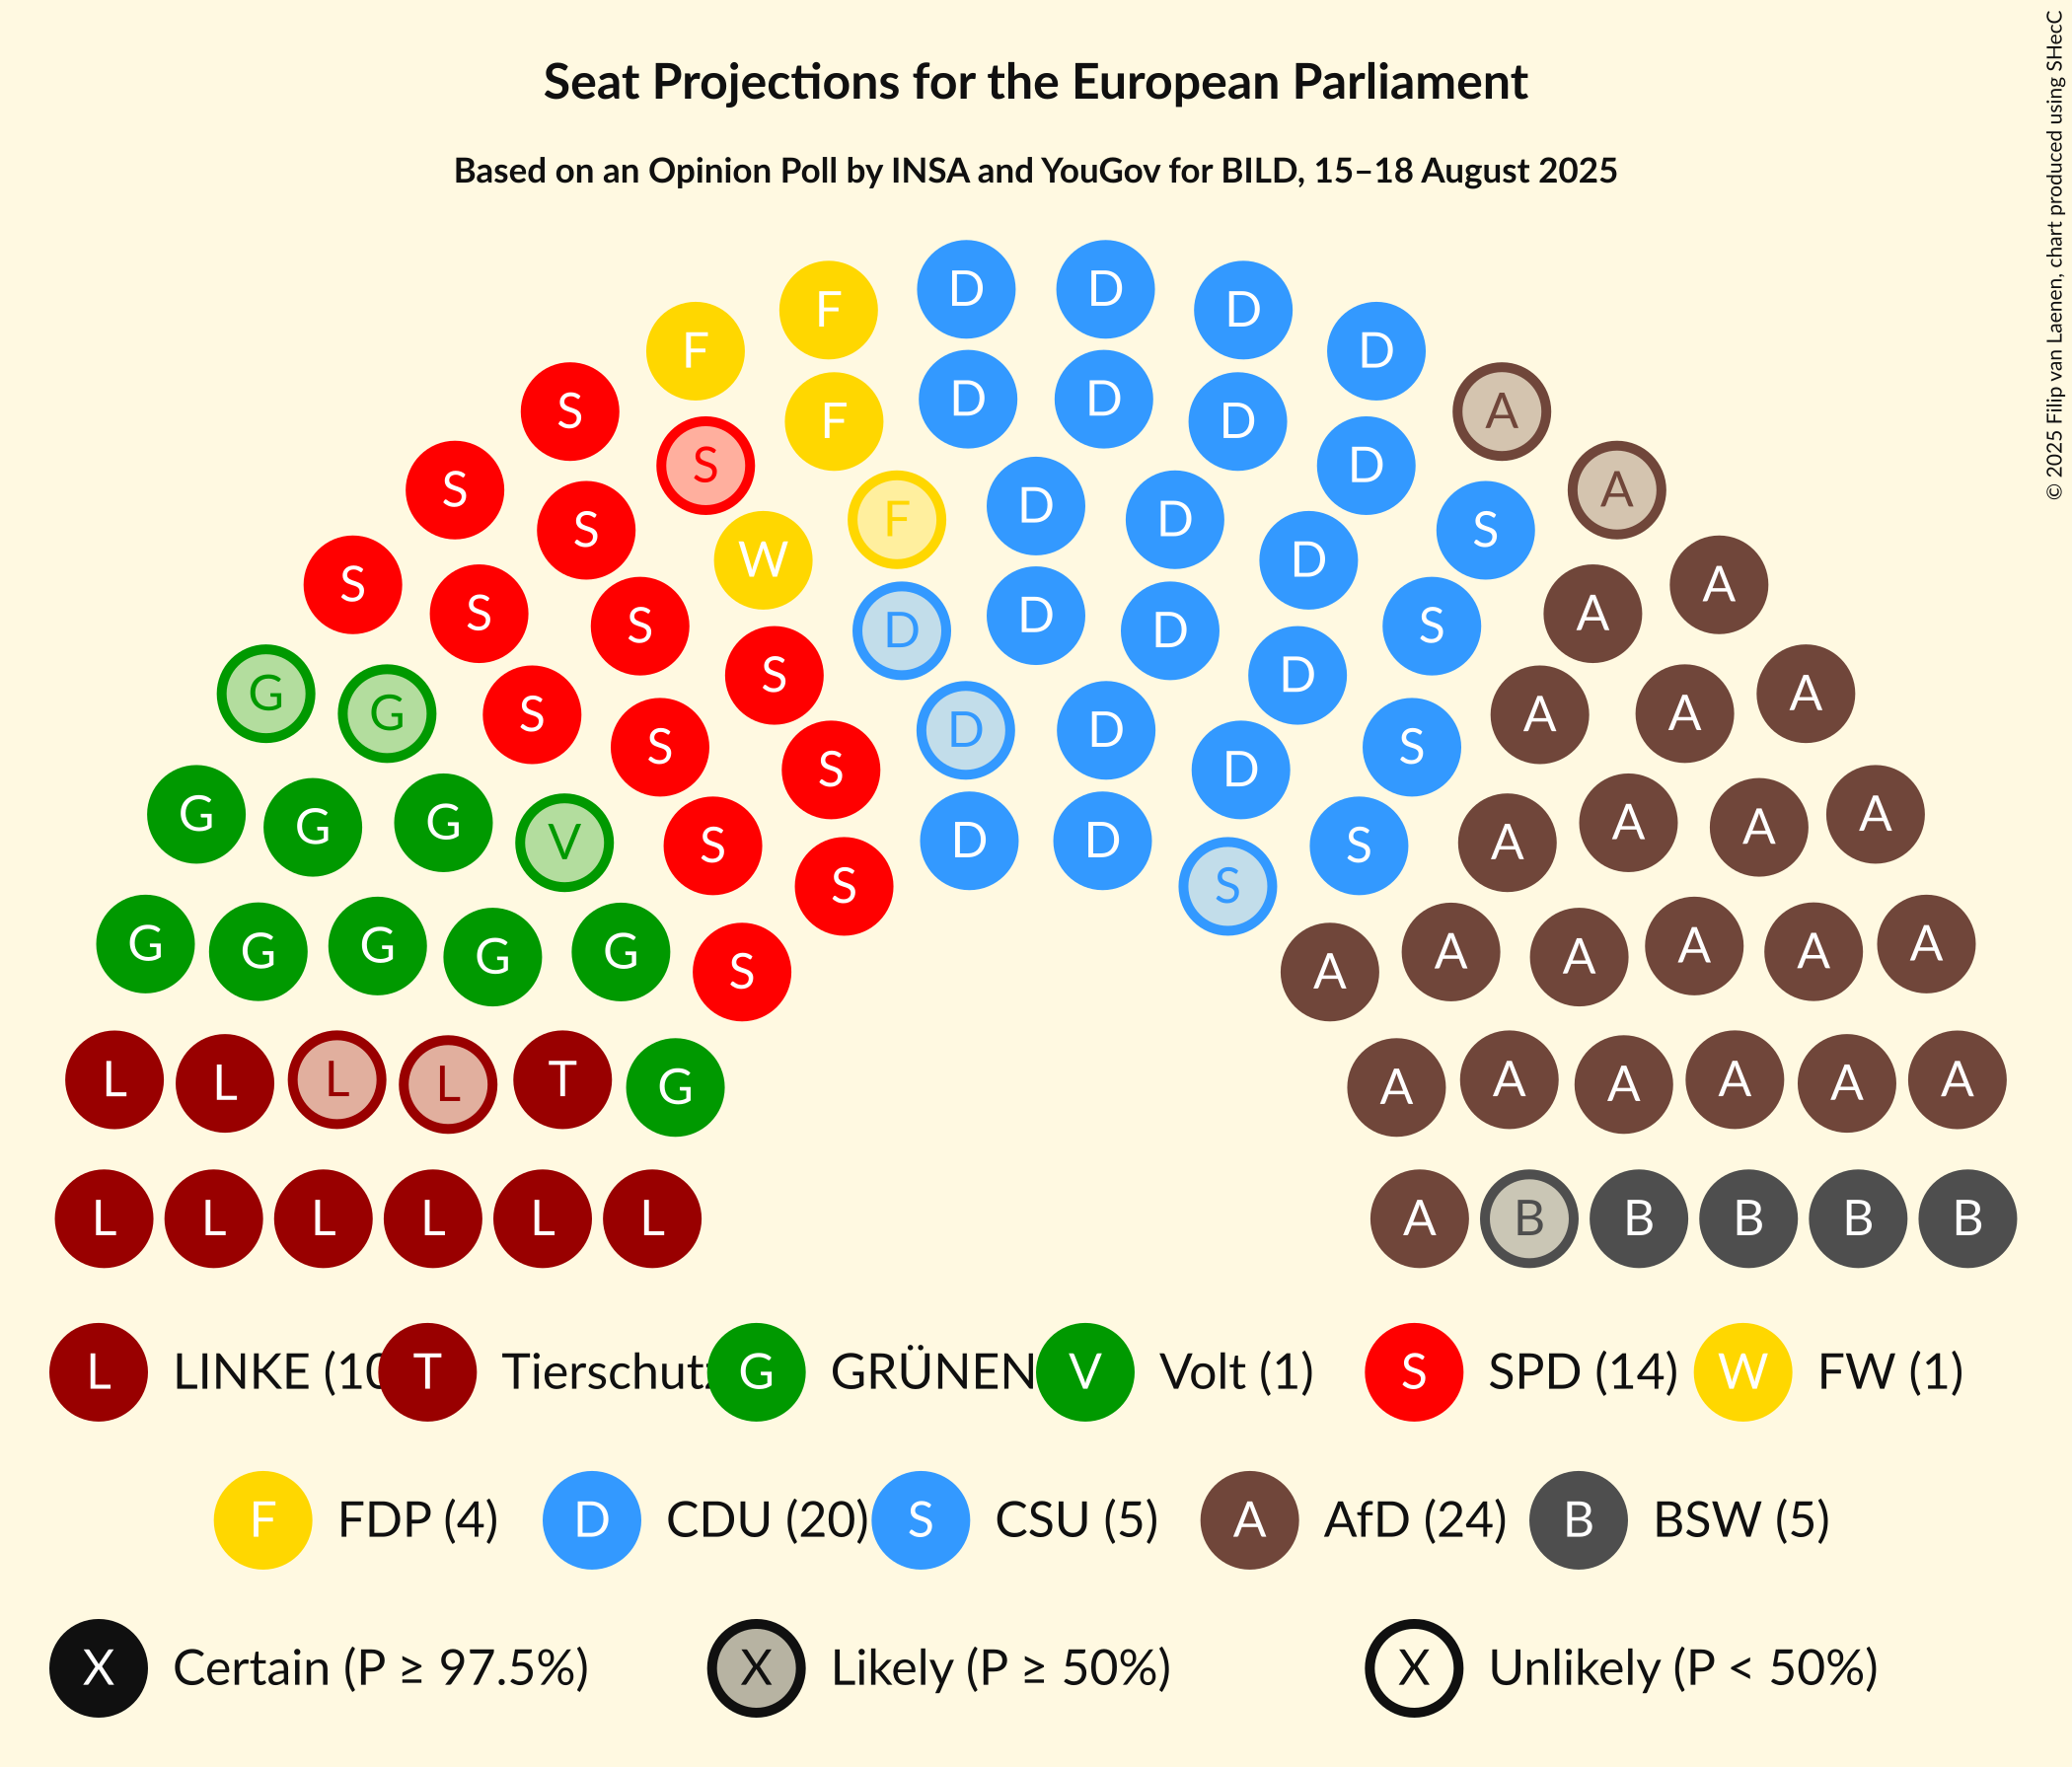 Seat Projections for the European Parliament
Based on an Opinion Poll by INSA and YouGov for BILD, 15–18 August 2025
© 2025 Filip van Laenen, chart produced using SHecC
D D
F D
F D
D D
S A
F D
S D
S A
D
F D
S S
W D
S A
S D A
S S
D D
S D
G A
G S A A
D D
S S
S D
G A
G G A A
V S D D S A
S S
G G G G G A A A A A
S A
L L L L T G A A A A A A
L L L L L L A B B B B B
L LINKE (10 T Tierschutz G GRÜNEN V Volt (1) S SPD (14) W FW (1)
F FDP (4) D CDU (20) S CSU (5) A AfD (24) B BSW (5)
X Certain (P ≥ 97.5%) X Likely (P ≥ 50%) X Unlikely (P < 50%)